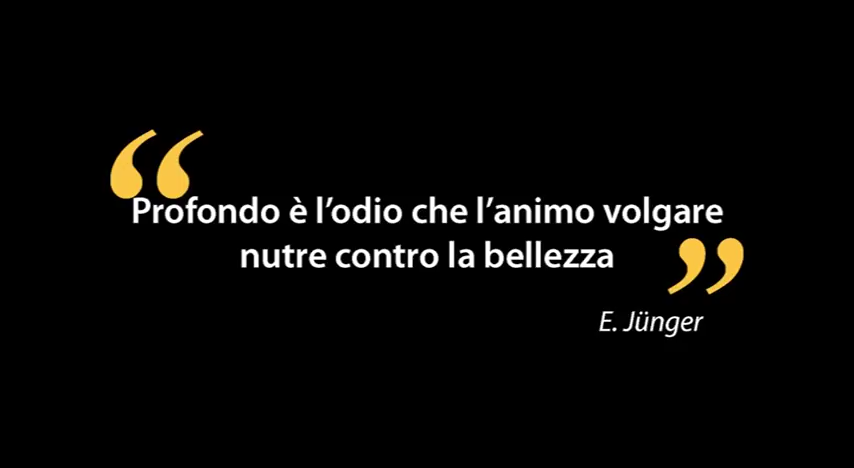 “Profondo è l’odio che l’animo volgare
nutre contro la bellezza”
E. Jünger